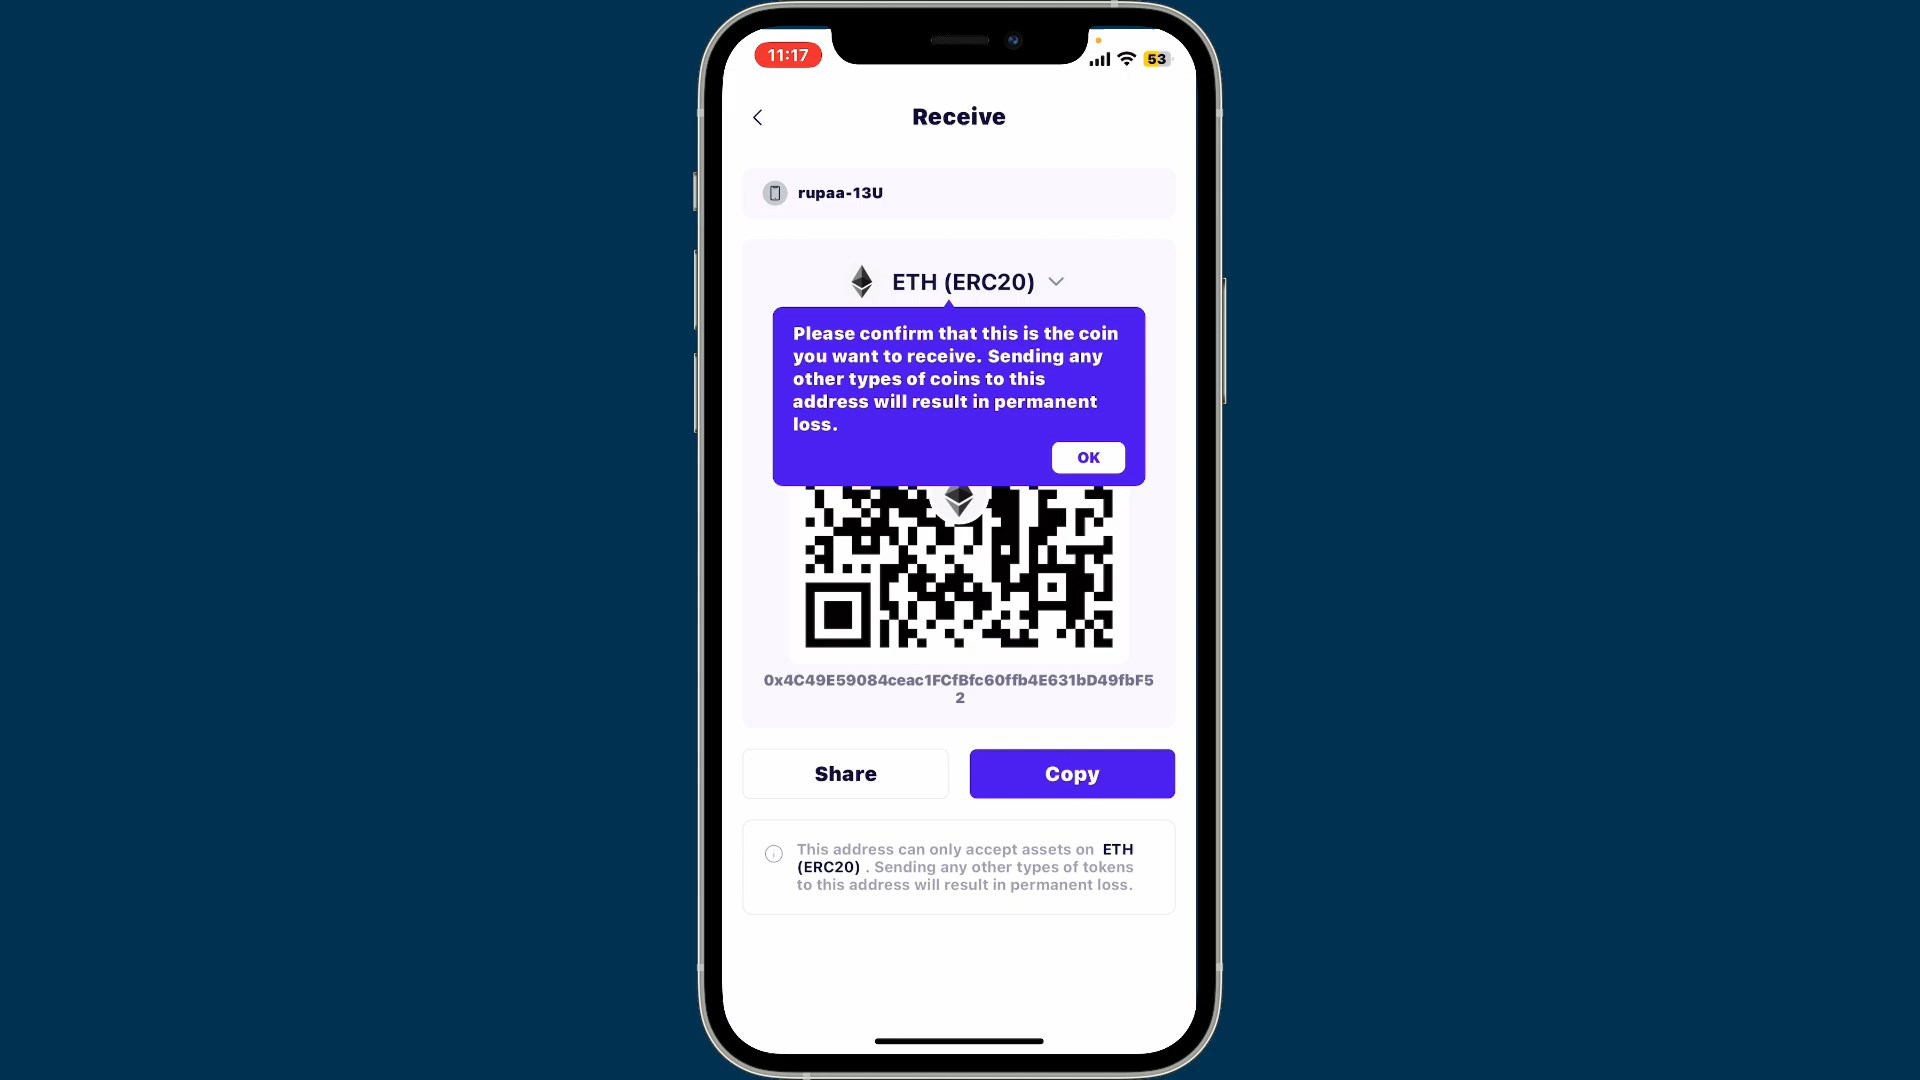 11:17
53
Receive
rupaa-13U
ETH (ERC20)
Please confirm that this is the coin
you want to receive. Sending any
other types of coins to this
address will result in permanent
loss.
OK
0x4C49E59084ceac1FCfBfc60ffb4E631bD49fbF5
2
Share
Copy
This address can only accept assets on ETH
(ERC20) . Sending any other types of tokens
to this address will result in permanent loss.